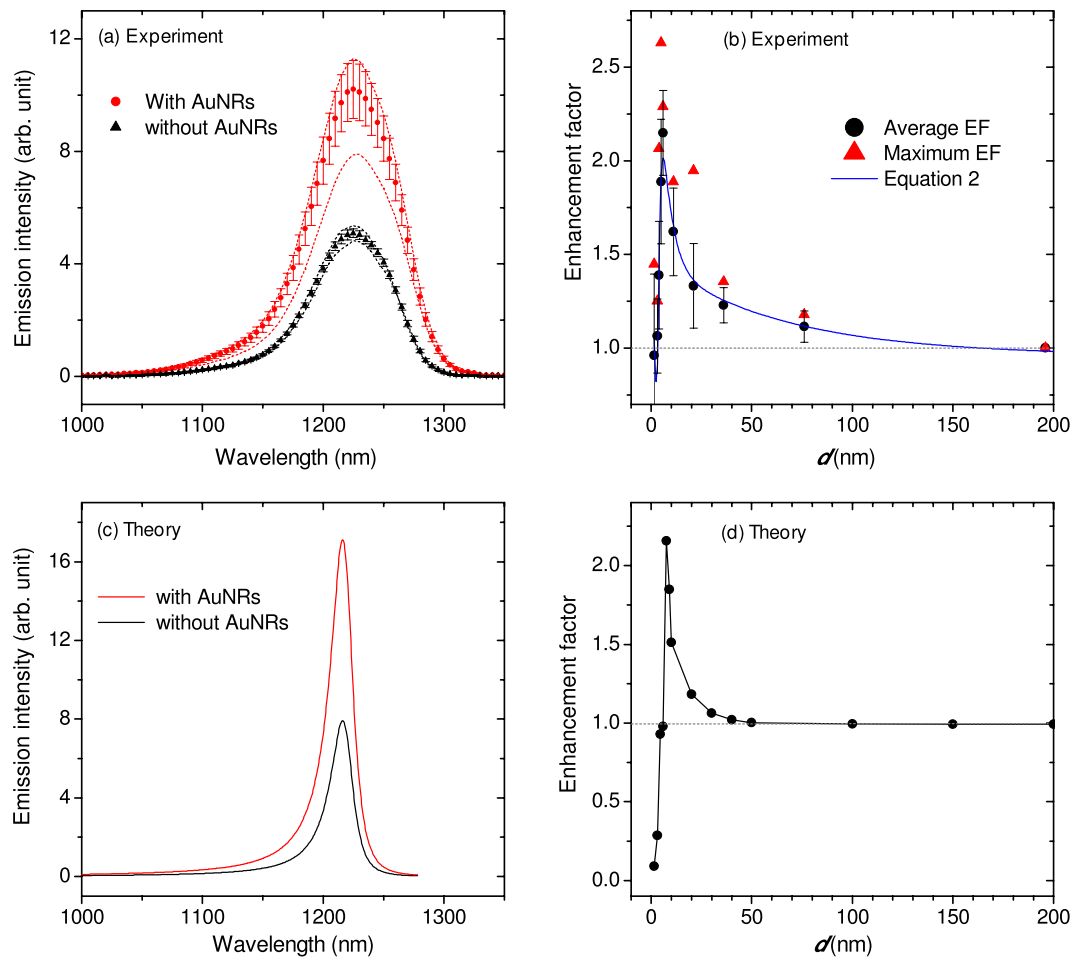 (a) Experiment
With AuNRs
without AuNRs
Emission intensity (arb. unit)
12
8
4
0
1000
1100
1200
1300
Wavelength (nm)
(b) Experiment
Average EF
Maximum EF
Equation 2
Enhancement factor
2.5
2.0
1.5
1.0
0
50
100
150
200
d(nm)
(c) Theory
with AuNRs
without AuNRs
Emission intensity (arb. unit)
16
12
8
4
0
1000
1100
1200
1300
Wavelength (nm)
(d) Theory
Enhancement factor
2.0
1.5
1.0
0.5
0.0
0
50
100
150
200
d(nm)